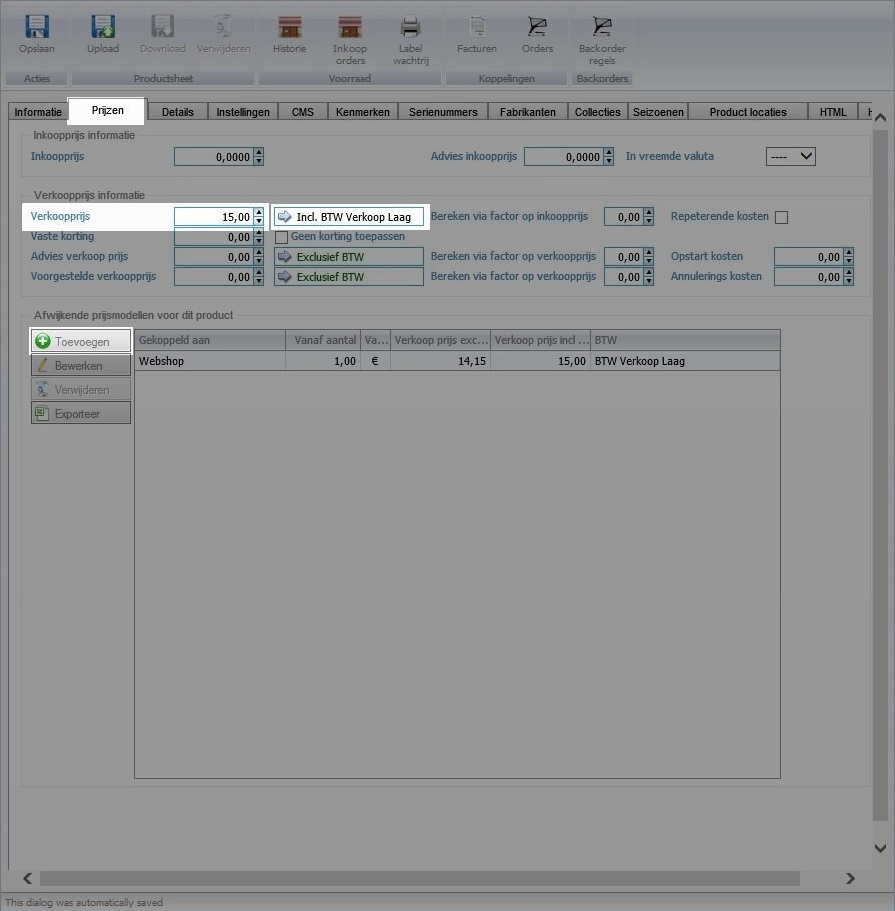 Opslaan Upload Download Verwijderen Historie Inkoop orders Label wachtrij Facturen Orders Backorder regels
Acties Productsheet Voorraad Koppelingen Backorders
Informatie Prijzen Details Instellingen CMS Kenmerken Serienummers Fabrikanten Collecties Seizoenen Product locaties HTML
Inkoopprijs informatie
Inkoopprijs 0,0000 Advies inkoopprijs 0,0000 In vreemde valuta ----
Verkoopprijs informatie
Verkoopprijs 15,00 Incl. BTW Verkoop Laag Bereken via factor op inkoopprijs 0,00 Repeterende kosten
Vaste korting 0,00 Geen korting toepassen
Advies verkoop prijs 0,00 Exclusief BTW Bereken via factor op verkoopprijs 0,00 Opstart kosten 0,00
Voorgestelde verkoopprijs 0,00 Exclusief BTW Bereken via factor op verkoopprijs 0,00 Annulerings kosten 0,00
Afwijkende prijsmodellen voor dit product
Toevoegen Gekoppeld aan Vanaf aantal Va... Verkoop prijs exc... Verkoop prijs incl ... BTW
Bewerken Webshop 1,00 € 14,15 15,00 BTW Verkoop Laag
Verwijderen
Exporteer
This dialog was automatically saved